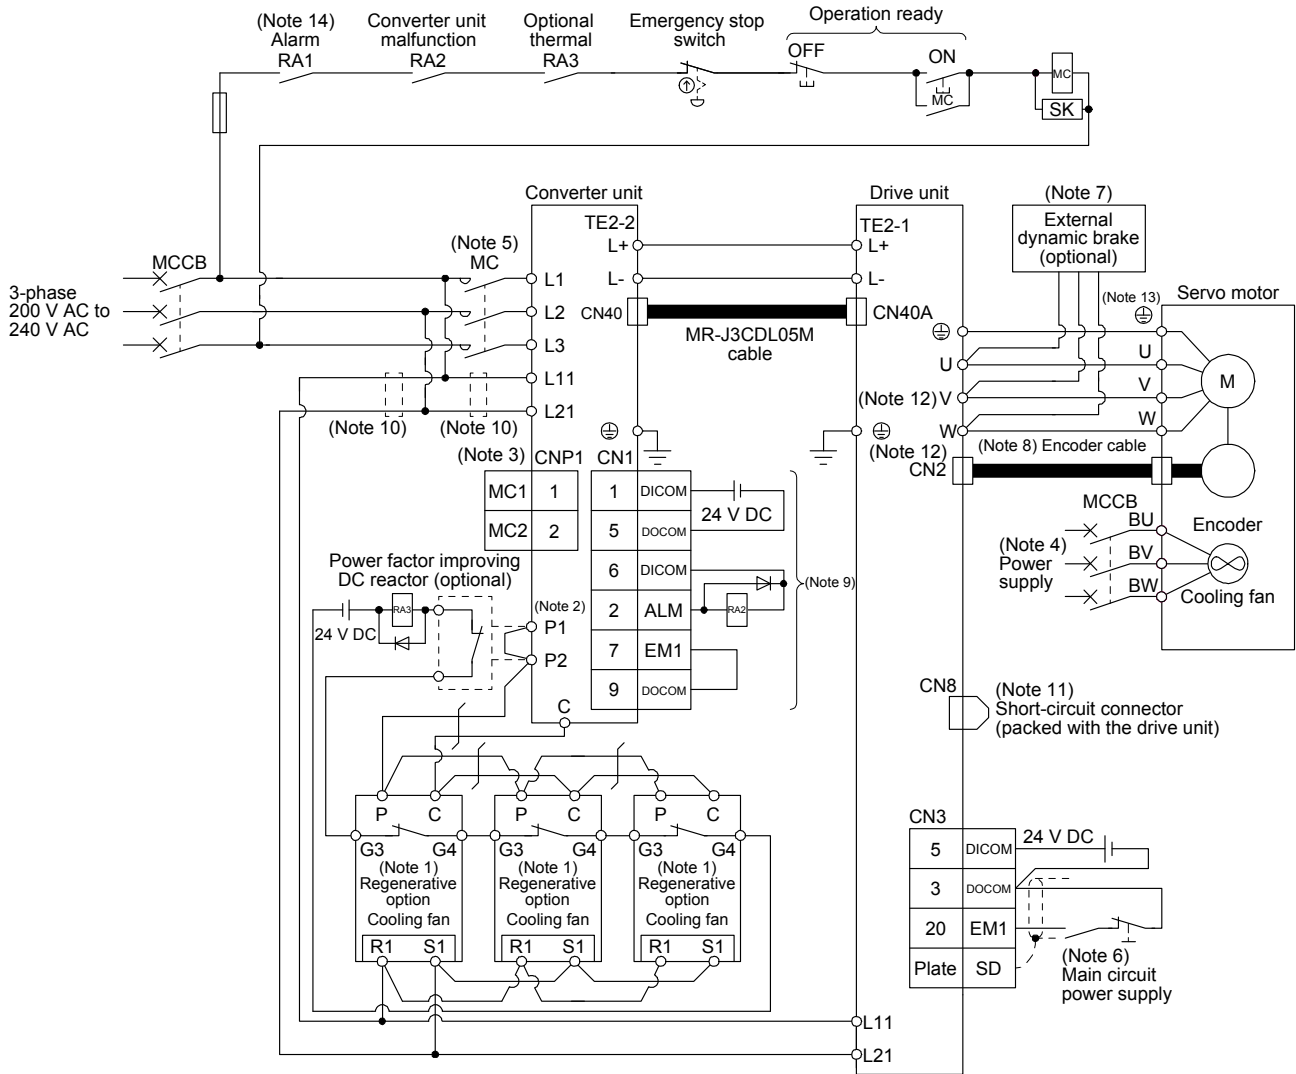 (Note 14)
Alarm
RA1
Converter unit
malfunction
RA2
Optional
thermal
RA3
Emergency stop
switch
Operation ready
OFF
ON
MC
MC
SK
Converter unit
Drive unit
(Note 7)
External
dynamic brake
(optional)
TE2-2
TE2-1
L+
L+
(Note 5)
MC
MCCB
L-
L-
L1
3-phase
200 V AC to
240 V AC
L2
CN40
CN40A
MR-J3CDL05M
cable
(Note 13)
Servo motor
L3
U
U
L11
M
V
(Note 12)
V
L21
W
W
(Note 10)
(Note 10)
(Note 12)
CN2
(Note 8) Encoder cable
(Note 3)
CNP1
CN1
MC1
1
MC2
2
1
DICOM
24 V DC
5
DOCOM
6
DICOM
2
ALM
RA2
7
EM1
9
DOCOM
(Note 9)
MCCB
BU
Encoder
(Note 4)
Power
supply
BV
BW
Cooling fan
Power factor improving
DC reactor (optional)
RA3
24 V DC
(Note 2)
P1
P2
C
CN8
(Note 11)
Short-circuit connector
(packed with the drive unit)
P
C
P
C
P
C
G3
G4
G3
G4
G3
G4
(Note 1)
Regenerative
option
Cooling fan
(Note 1)
Regenerative
option
Cooling fan
(Note 1)
Regenerative
option
Cooling fan
R1
S1
R1
S1
R1
S1
CN3
5
DICOM
24 V DC
3
DOCOM
20
EM1
Plate
SD
(Note 6)
Main circuit
power supply
L11
L21